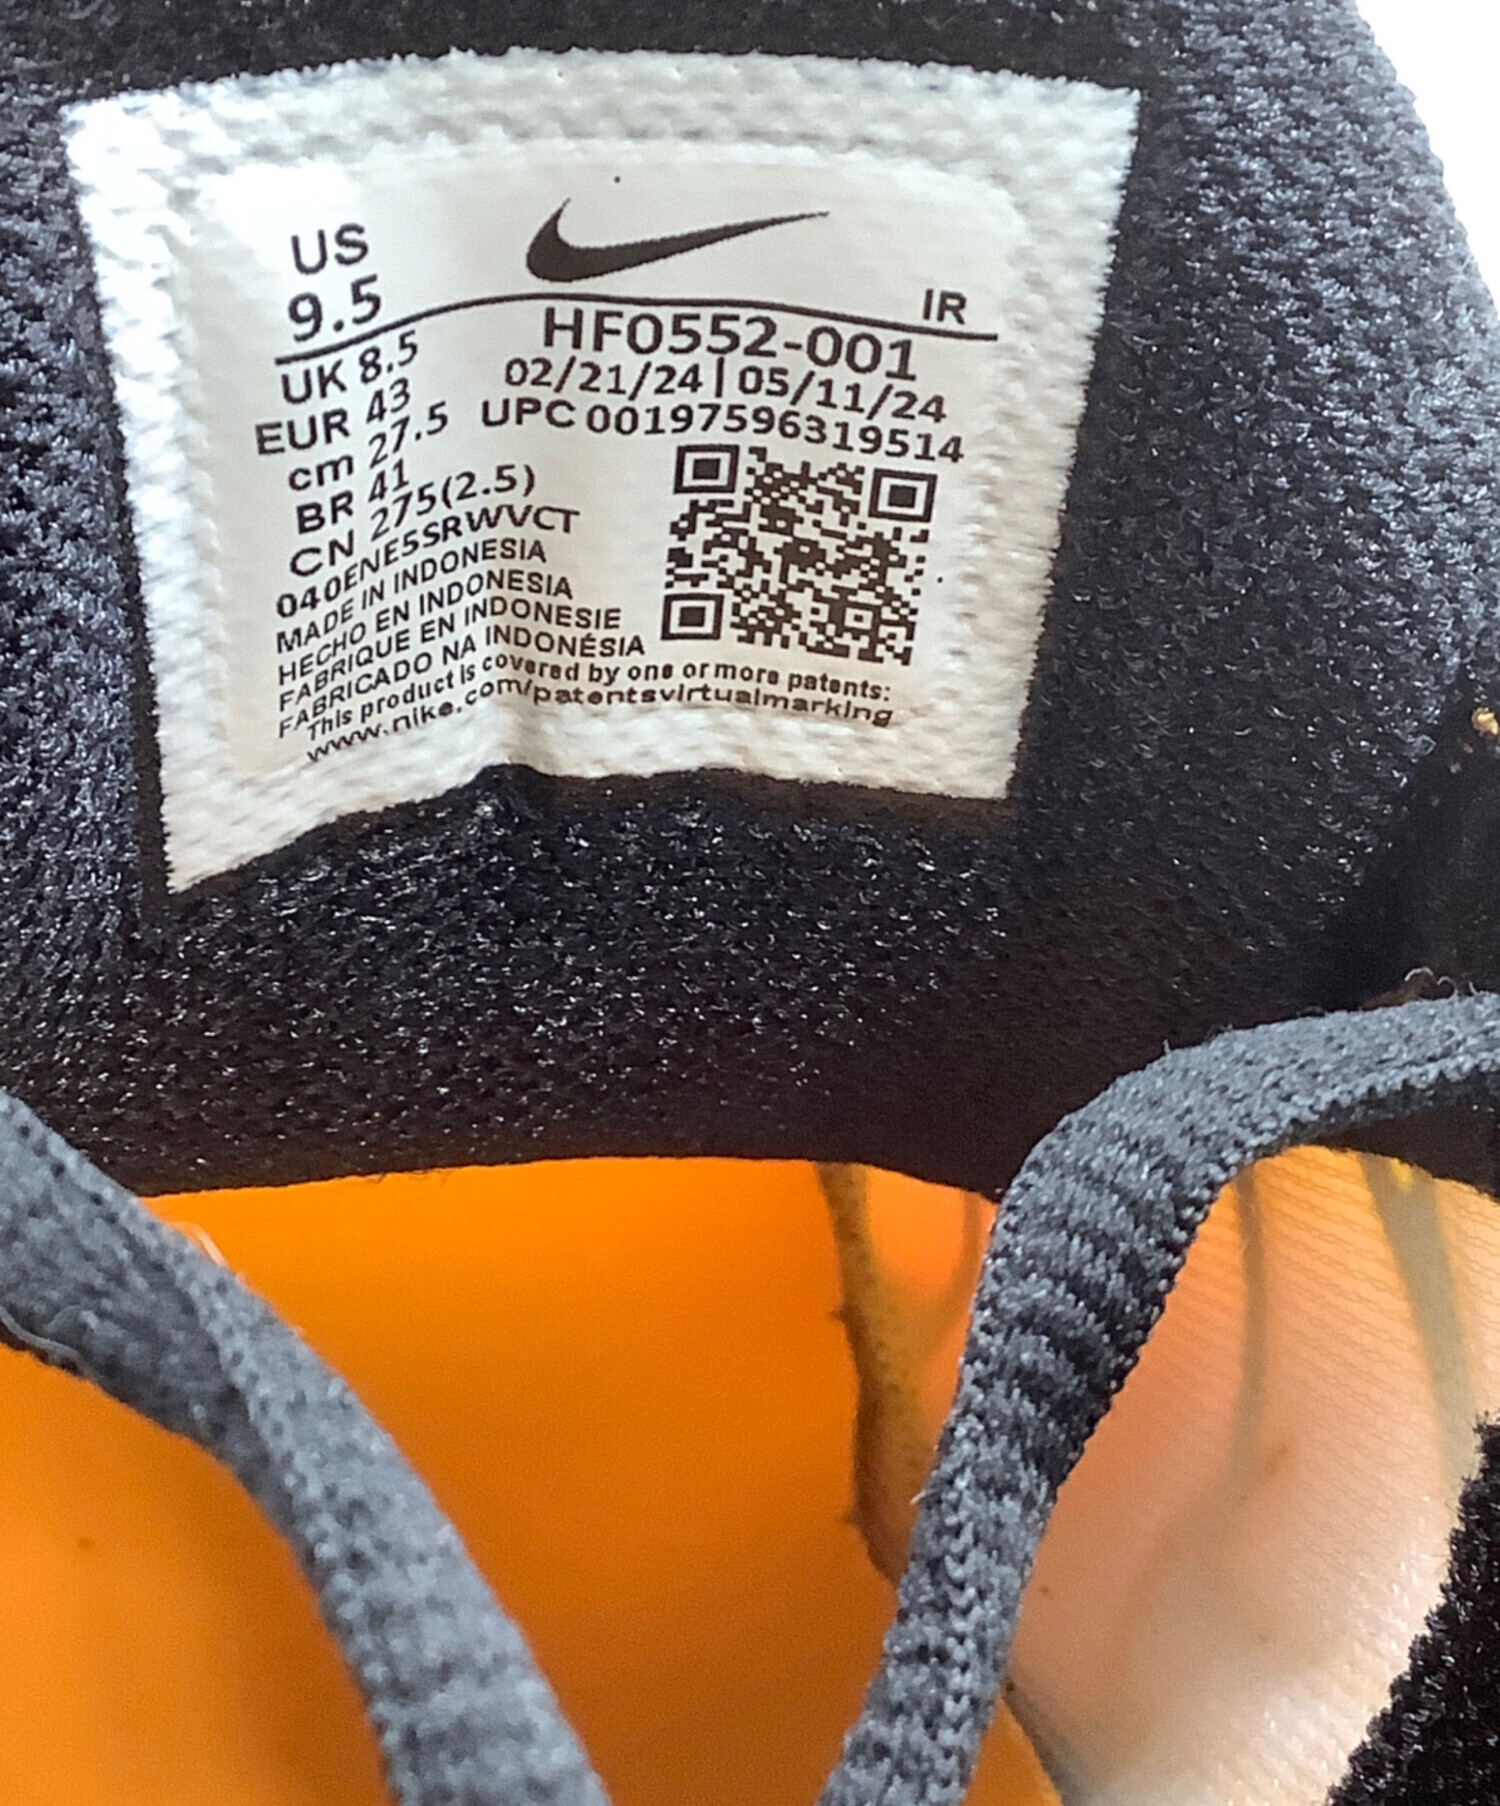 US
9.5
IR
UK 8.5
EUR 43
cm 27.5
BR 41
CN 275(2.5)
040ENE5SRWVCT
HF0552-001
02/21/24 | 05/11/24
UPC 00197596319514
MADE IN INDONESIA
HECHO EN INDONESIA
FABRIQUE EN INDONESIE
FABRICADO NA INDONÉSIA
This product is covered by one or more patents:
www.nike.com/patentsvirtualmarking